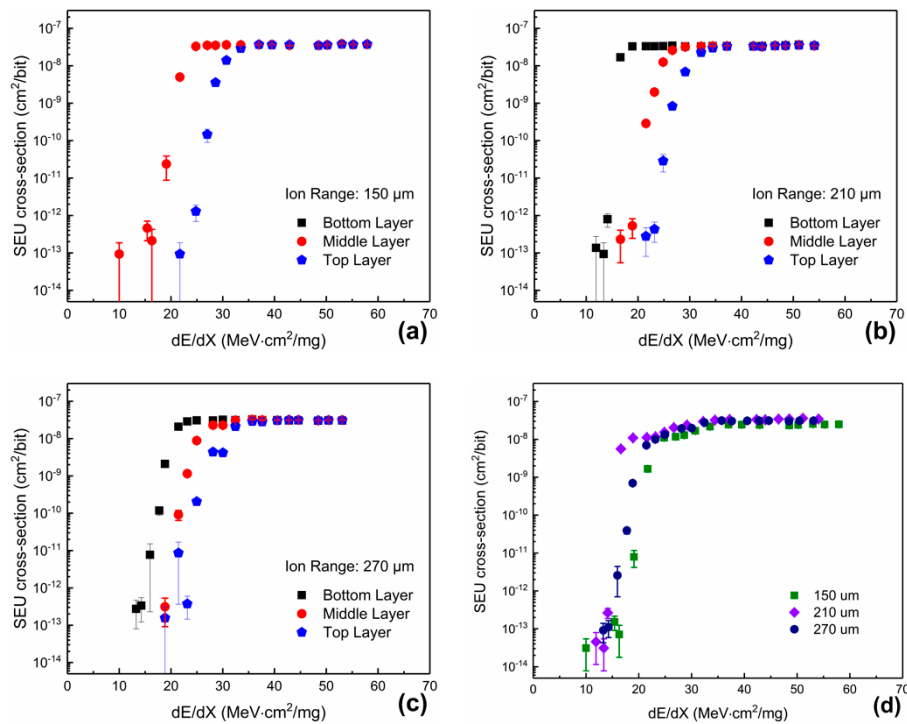 10⁻⁷
10⁻⁸
10⁻⁹
10⁻¹⁰
10⁻¹¹
10⁻¹²
10⁻¹³
10⁻¹⁴
SEU cross-section (cm²/bit)
Ion Range: 150 μm
Bottom Layer
Middle Layer
Top Layer
0 10 20 30 40 50 60 70
dE/dX (MeV·cm²/mg)
(a)
10⁻⁷
10⁻⁸
10⁻⁹
10⁻¹⁰
10⁻¹¹
10⁻¹²
10⁻¹³
10⁻¹⁴
SEU cross-section (cm²/bit)
Ion Range: 210 μm
Bottom Layer
Middle Layer
Top Layer
0 10 20 30 40 50 60 70
dE/dX (MeV·cm²/mg)
(b)
10⁻⁷
10⁻⁸
10⁻⁹
10⁻¹⁰
10⁻¹¹
10⁻¹²
10⁻¹³
10⁻¹⁴
SEU cross-section (cm²/bit)
Ion Range: 270 μm
Bottom Layer
Middle Layer
Top Layer
0 10 20 30 40 50 60 70
dE/dX (MeV·cm²/mg)
(c)
10⁻⁷
10⁻⁸
10⁻⁹
10⁻¹⁰
10⁻¹¹
10⁻¹²
10⁻¹³
10⁻¹⁴
SEU cross-section (cm²/bit)
150 um
210 um
270 um
0 10 20 30 40 50 60 70
dE/dX (MeV·cm²/mg)
(d)